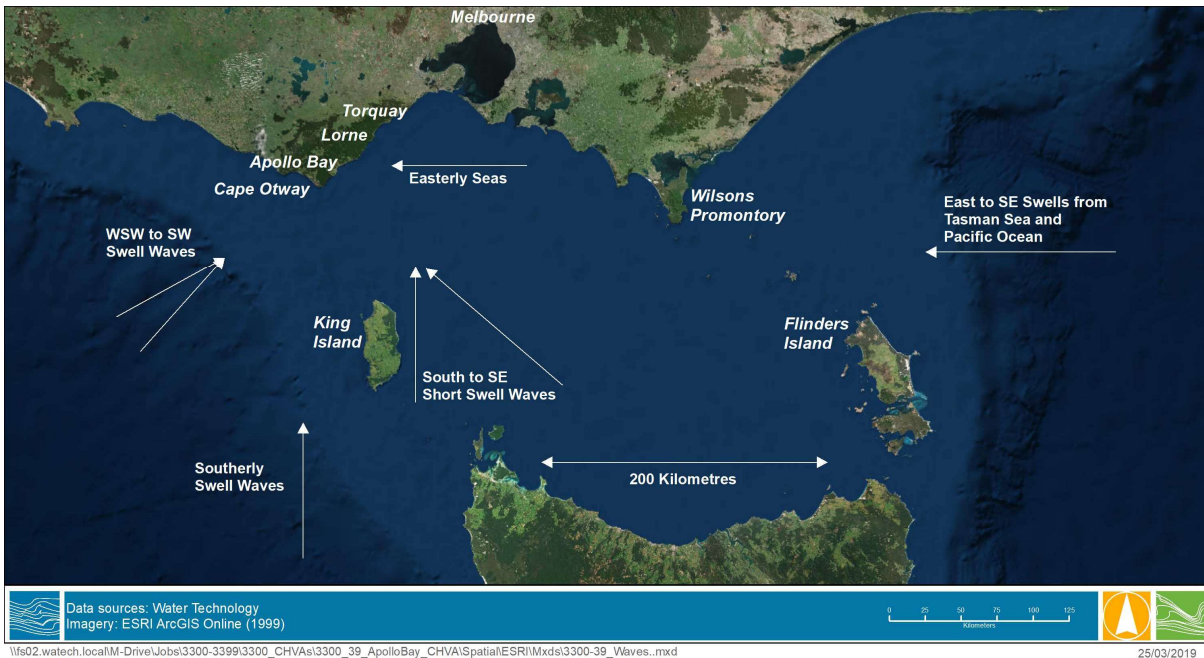 Melbourne
Torquay
Lorne
Apollo Bay
Cape Otway
Easterly Seas
Wilsons
Promontory
East to SE Swells from
Tasman Sea and
Pacific Ocean
WSW to SW
Swell Waves
King
Island
Flinders
Island
South to SE
Short Swell Waves
Southerly
Swell Waves
200 Kilometres
Data sources: Water Technology
Imagery: ESRI ArcGIS Online (1999)
0 25 50 75 100 125
Kilometers
\\fs02.watech.local\M-Drive\Jobs\3300-3399\3300_CHVAs\3300_39_ApolloBay_CHVA\Spatial\ESRI\Mxds\3300-39_Waves..mxd
25/03/2019